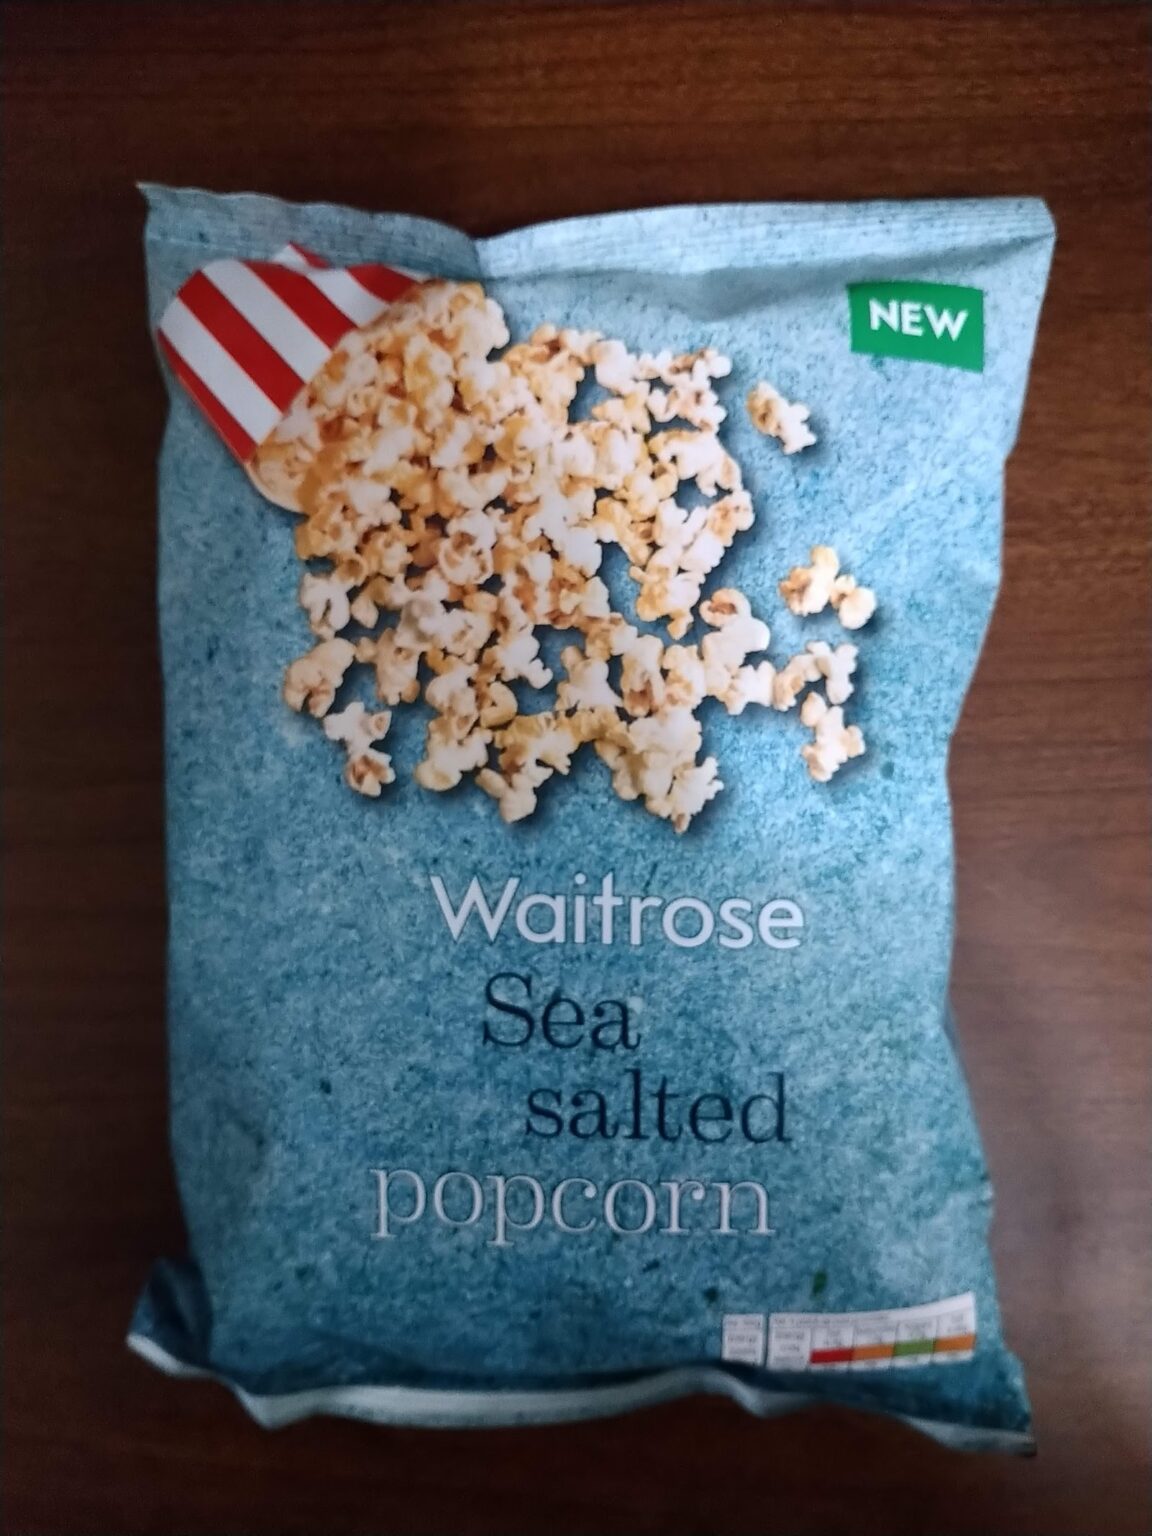 NEW
Waitrose
Sea
salted
popcorn